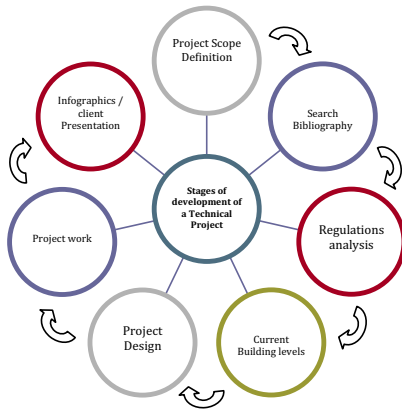 Project Scope
Definition
Search
Bibliography
Regulations
analysis
Current
Building levels
Project
Design
Project work
Infographics /
client
Presentation
Stages of
development of
a Technical
Project